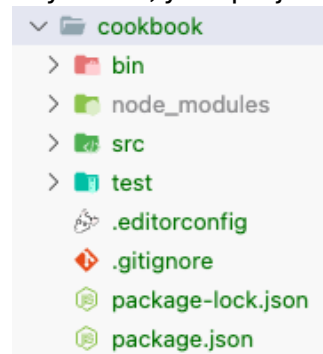 cookbook
bin
node_modules
src
test
.editorconfig
.gitignore
package-lock.json
package.json